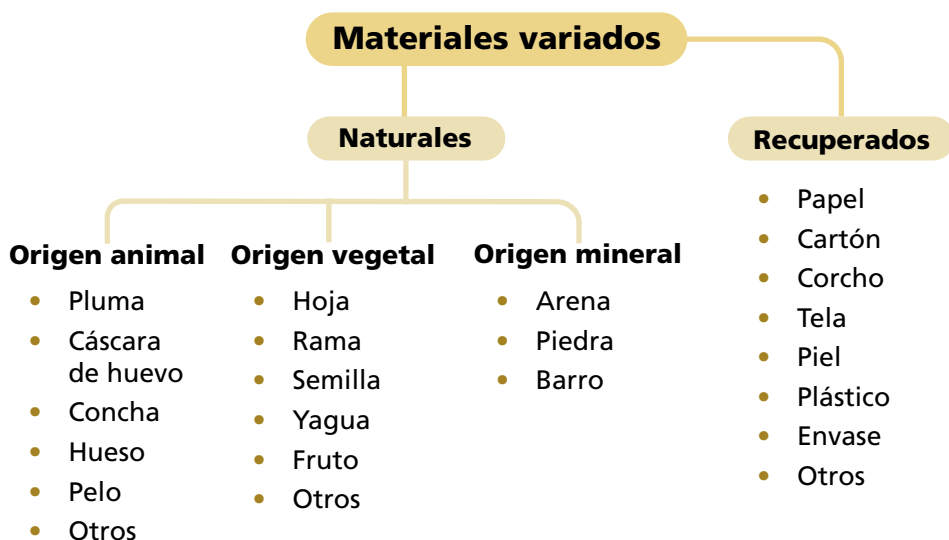 Materiales variados
Naturales
Recuperados
Origen animal
• Pluma
• Cáscara
de huevo
• Concha
• Hueso
• Pelo
• Otros
Origen vegetal
• Hoja
• Rama
• Semilla
• Yagua
• Fruto
• Otros
Origen mineral
• Arena
• Piedra
• Barro
• Papel
• Cartón
• Corcho
• Tela
• Piel
• Plástico
• Envase
• Otros